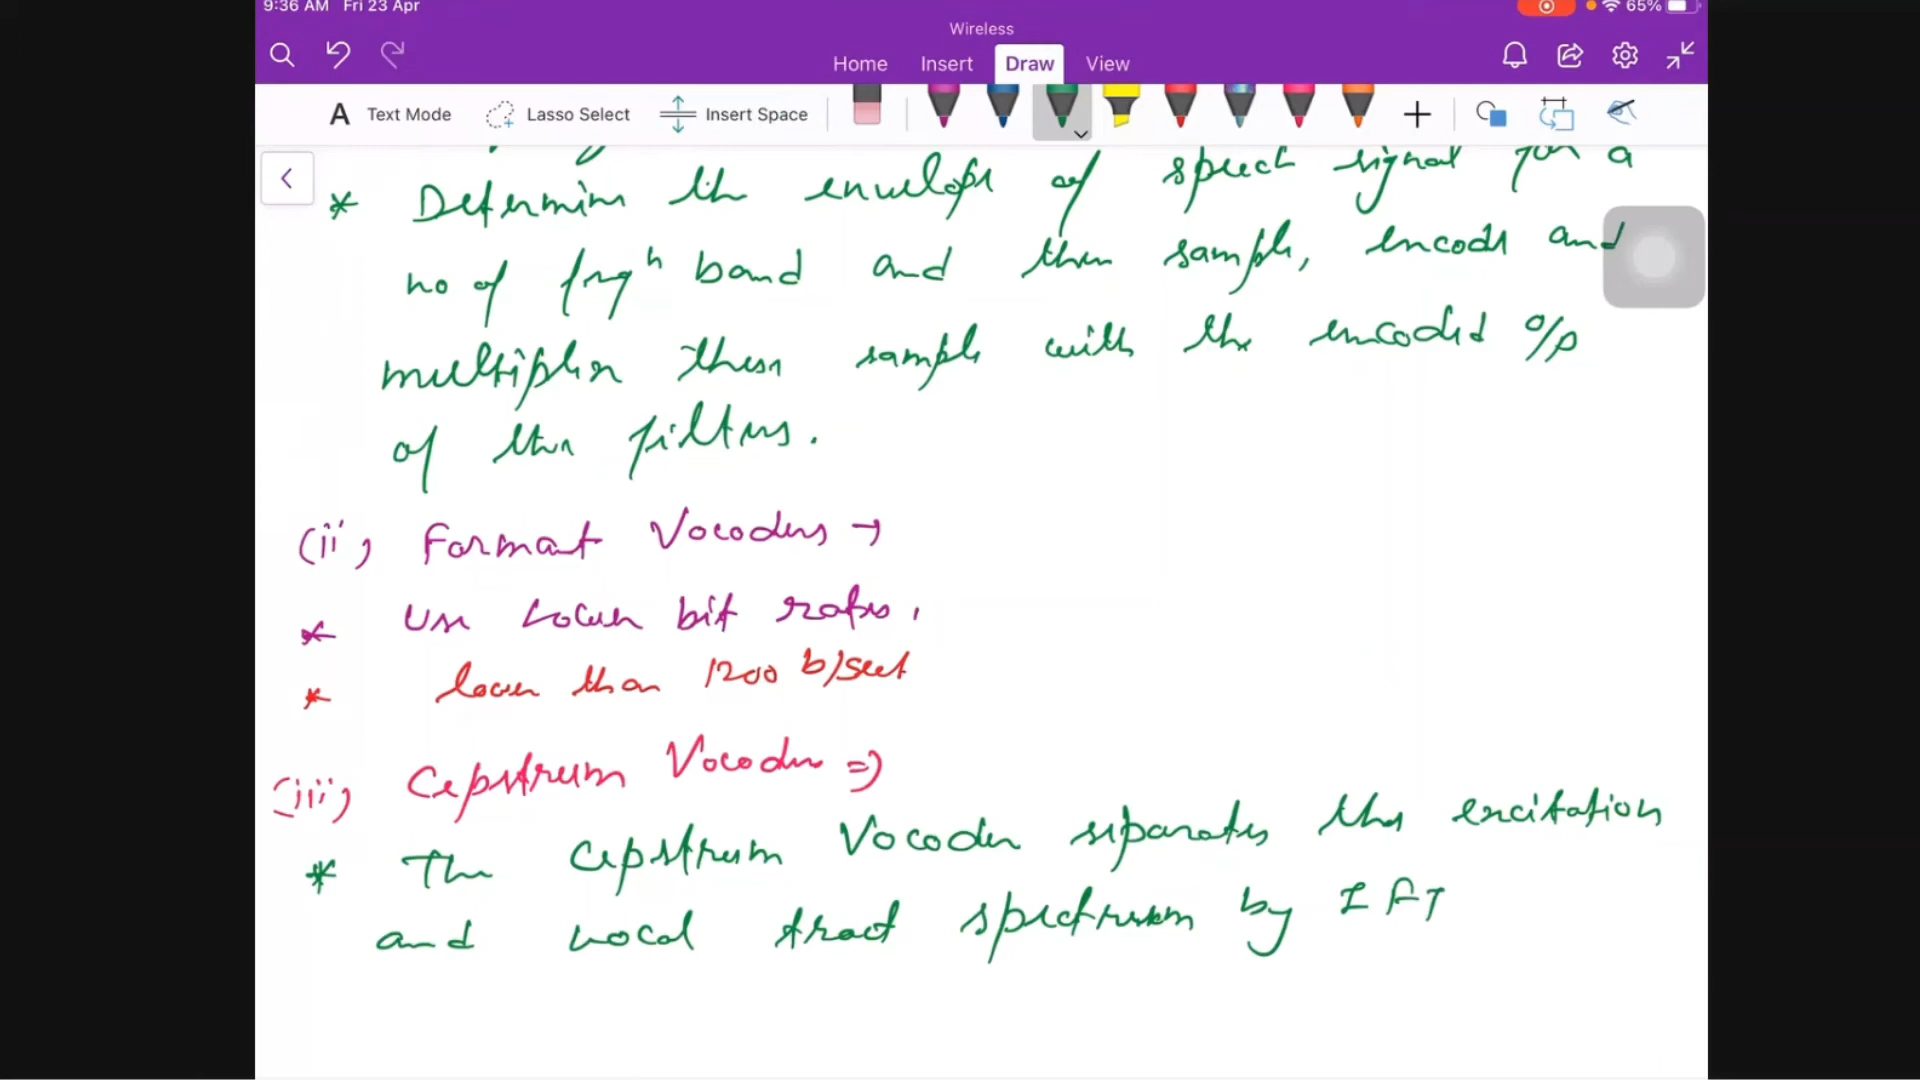 9:36 AM Fri 23 Apr
65%
Wireless
Home Insert Draw View
A Text Mode Lasso Select Insert Space
* Determine the envelope of speech signal for a
no of freqn band and then sample, encode and
multiplex these sample with the encoded o/p
of the filters.
(ii) Formant Vocoders →
* Use Lower bit rates.
* lower than 1200 b/sec
(iii) Cepstrum Vocoder ⇒
* The Cepstrum Vocoder separates the excitation
and vocal tract spectrum by IFT